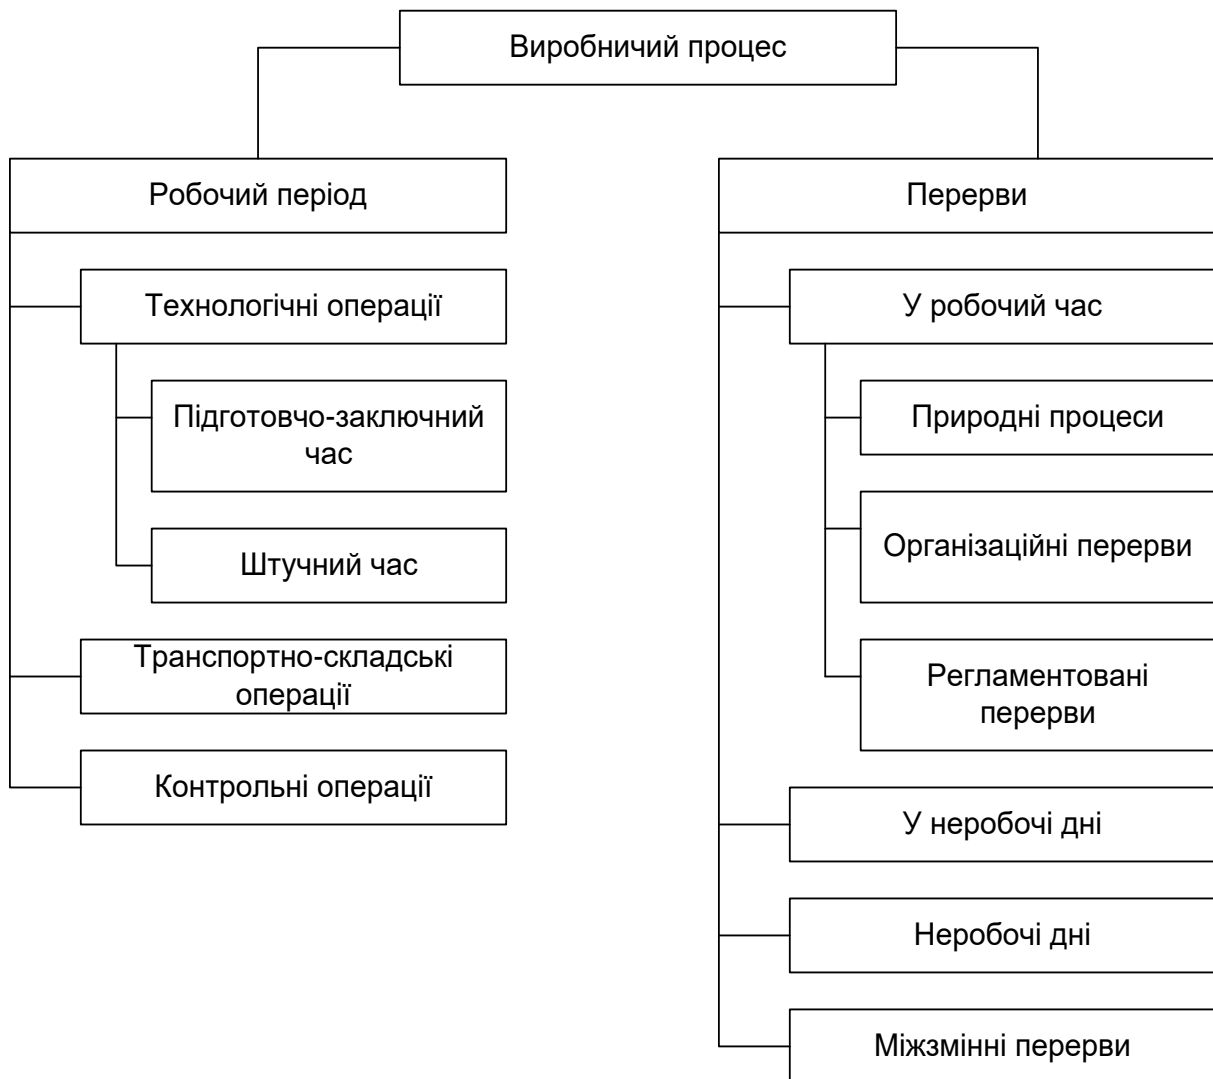 Виробничий процес
Робочий період
Технологічні операції
Підготовчо-заключний
час
Штучний час
Транспортно-складські
операції
Контрольні операції
Перерви
У робочий час
Природні процеси
Організаційні перерви
Регламентовані
перерви
У неробочі дні
Неробочі дні
Міжзмінні перерви